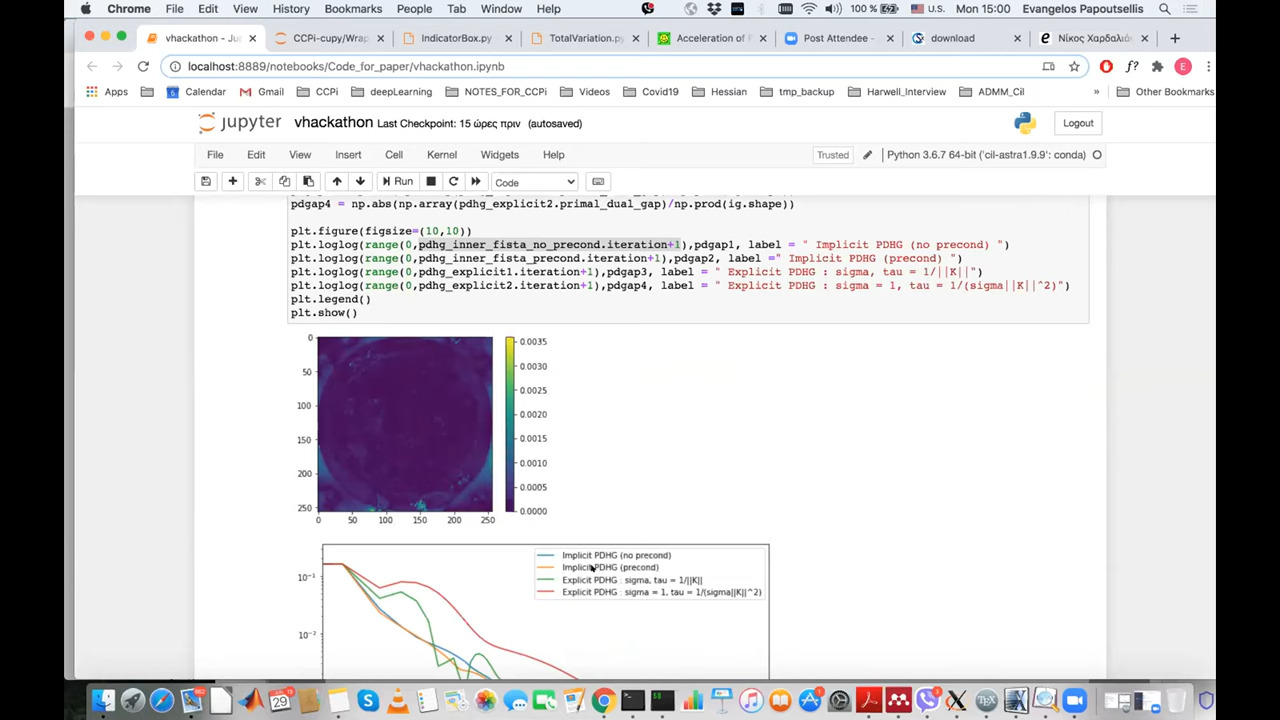 Chrome File Edit View History Bookmarks People Tab Window Help 100 % U.S. Mon 15:00 Evangelos Papoutsellis
vhackathon - Ju CCPi-cupy/Wrap IndicatorBox.py TotalVariation.py Acceleration of P Post Attendee - download Νίκος Χαρδαλιά
localhost:8889/notebooks/Code_for_paper/vhackathon.ipynb
Apps Calendar Gmail CCPi deepLearning NOTES_FOR_CCPi Videos Covid19 Hessian tmp_backup Harwell_Interview ADMM_Cil » Other Bookmarks
jupyter vhackathon Last Checkpoint: 15 ώρες πριν (autosaved) Logout
File Edit View Insert Cell Kernel Widgets Help Trusted Python 3.6.7 64-bit ('cil-astra1.9.9': conda)
Run Code
pdgap4 = np.abs(np.array(pdhg_explicit2.primal_dual_gap)/np.prod(ig.shape))
plt.figure(figsize=(10,10))
plt.loglog(range(0,pdhg_inner_fista_no_precond.iteration+1),pdgap1, label = " Implicit PDHG (no precond) ")
plt.loglog(range(0,pdhg_inner_fista_precond.iteration+1),pdgap2, label =" Implicit PDHG (precond) ")
plt.loglog(range(0,pdhg_explicit1.iteration+1),pdgap3, label = " Explicit PDHG : sigma, tau = 1/||K||")
plt.loglog(range(0,pdhg_explicit2.iteration+1),pdgap4, label = " Explicit PDHG : sigma = 1, tau = 1/(sigma||K||^2)")
plt.legend()
plt.show()
0
50
100
150
200
250
0 50 100 150 200 250
0.0035
0.0030
0.0025
0.0020
0.0015
0.0010
0.0005
0.0000
Implicit PDHG (no precond)
Implicit PDHG (precond)
Explicit PDHG : sigma, tau = 1/||K||
Explicit PDHG : sigma = 1, tau = 1/(sigma||K||^2)
10⁻¹
10⁻²